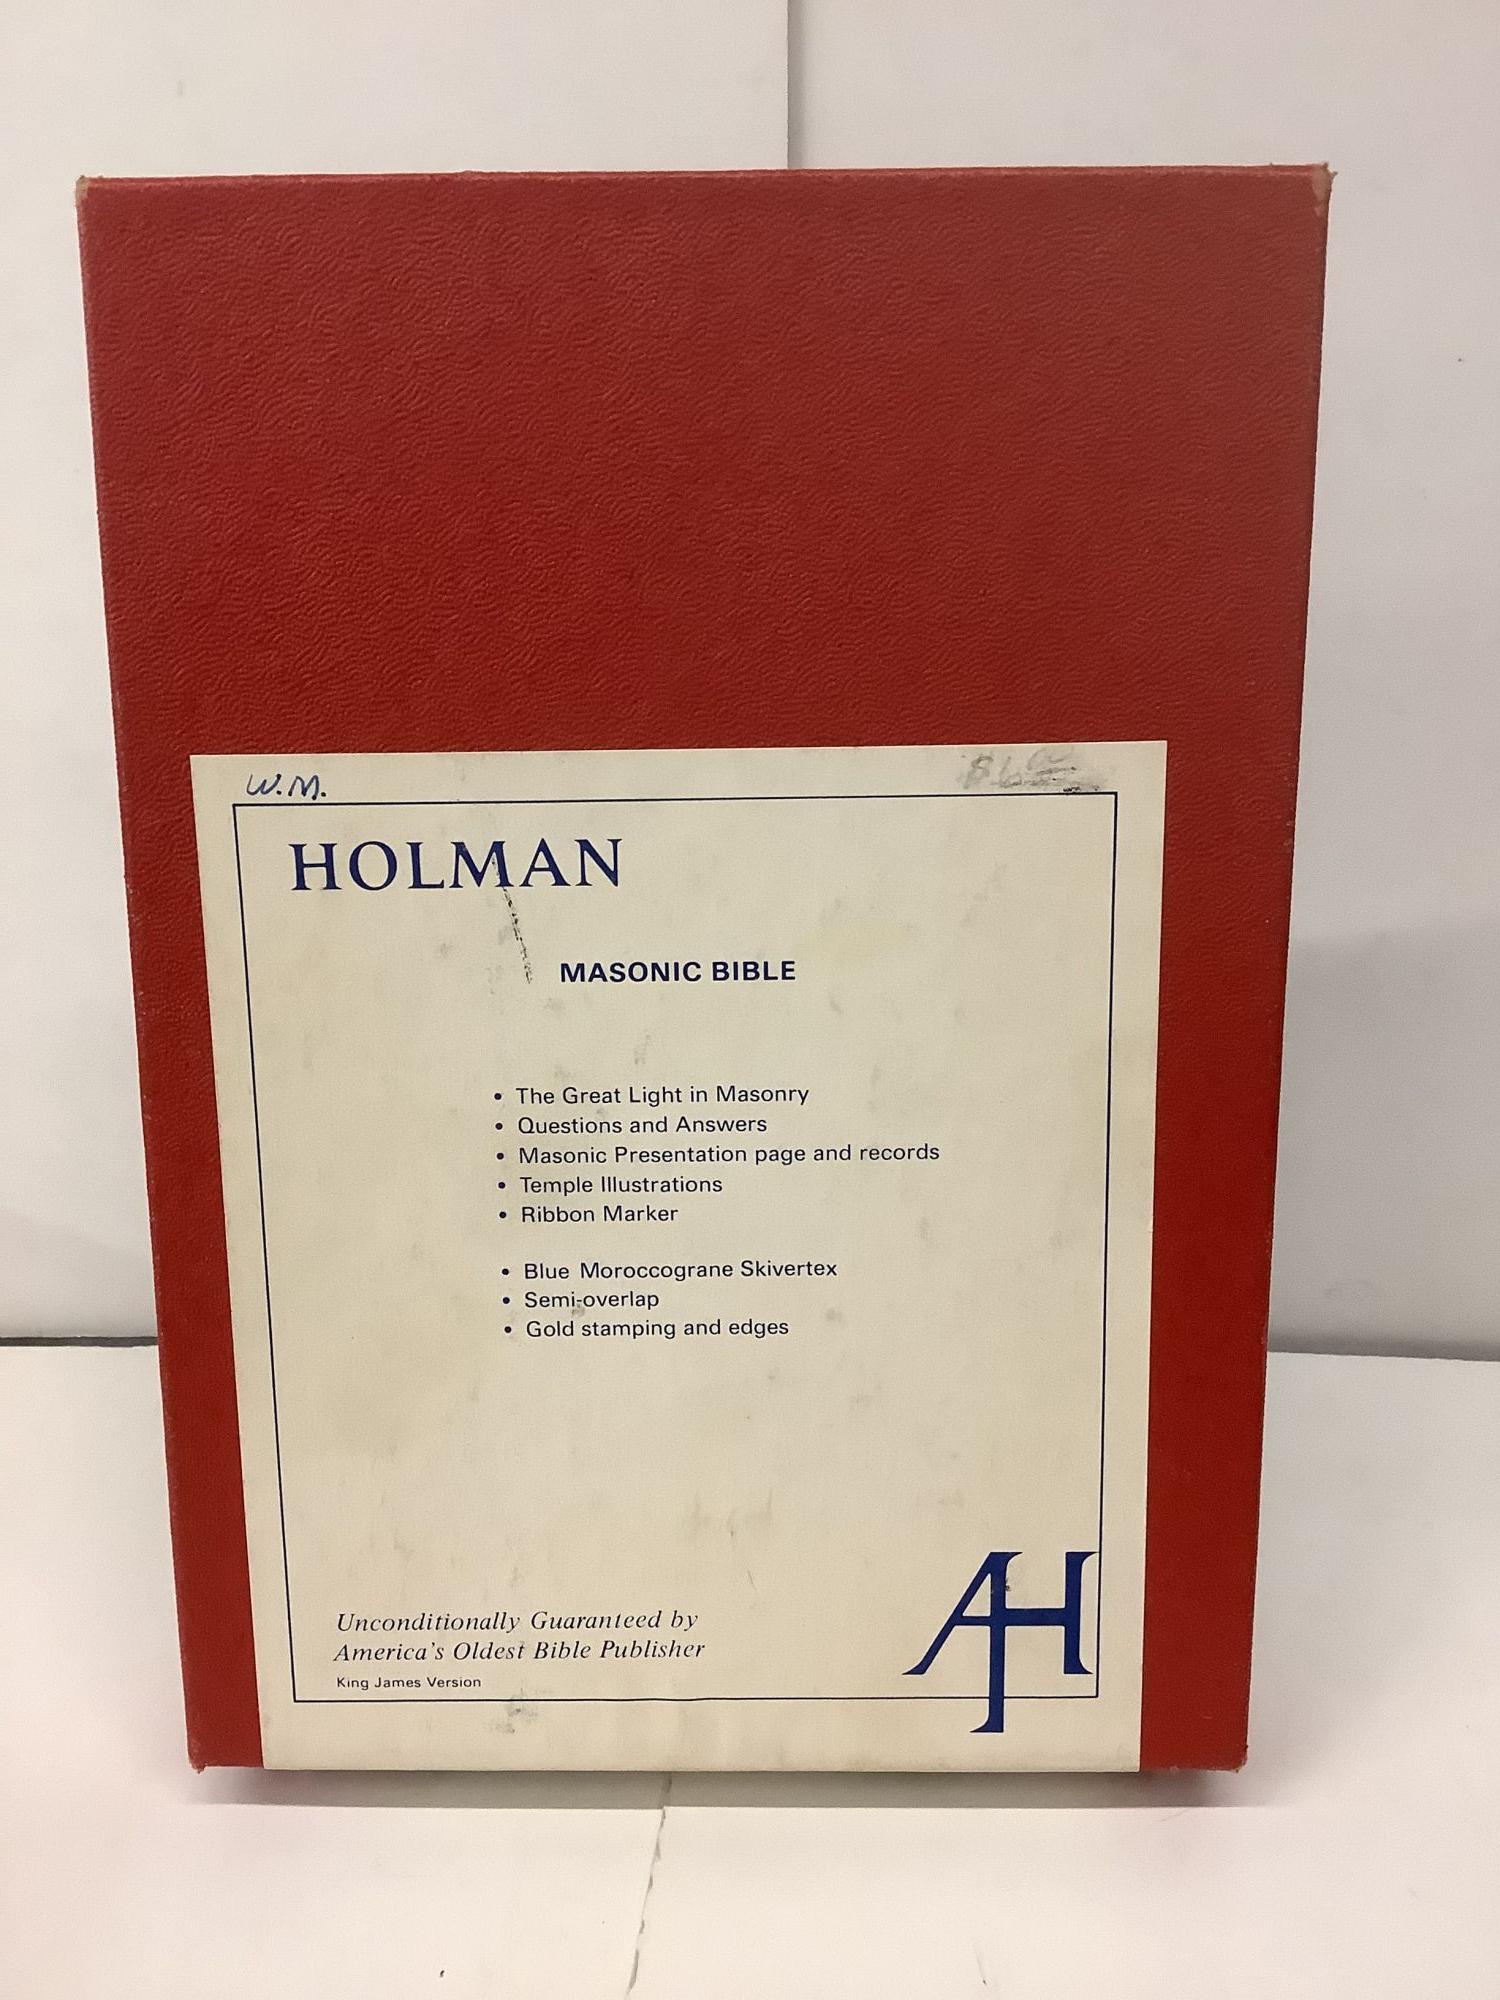 W.M.
HOLMAN
MASONIC BIBLE
• The Great Light in Masonry
• Questions and Answers
• Masonic Presentation page and records
• Temple Illustrations
• Ribbon Marker
• Blue Moroccograne Skivertex
• Semi-overlap
• Gold stamping and edges
Unconditionally Guaranteed by
America's Oldest Bible Publisher
King James Version
AH